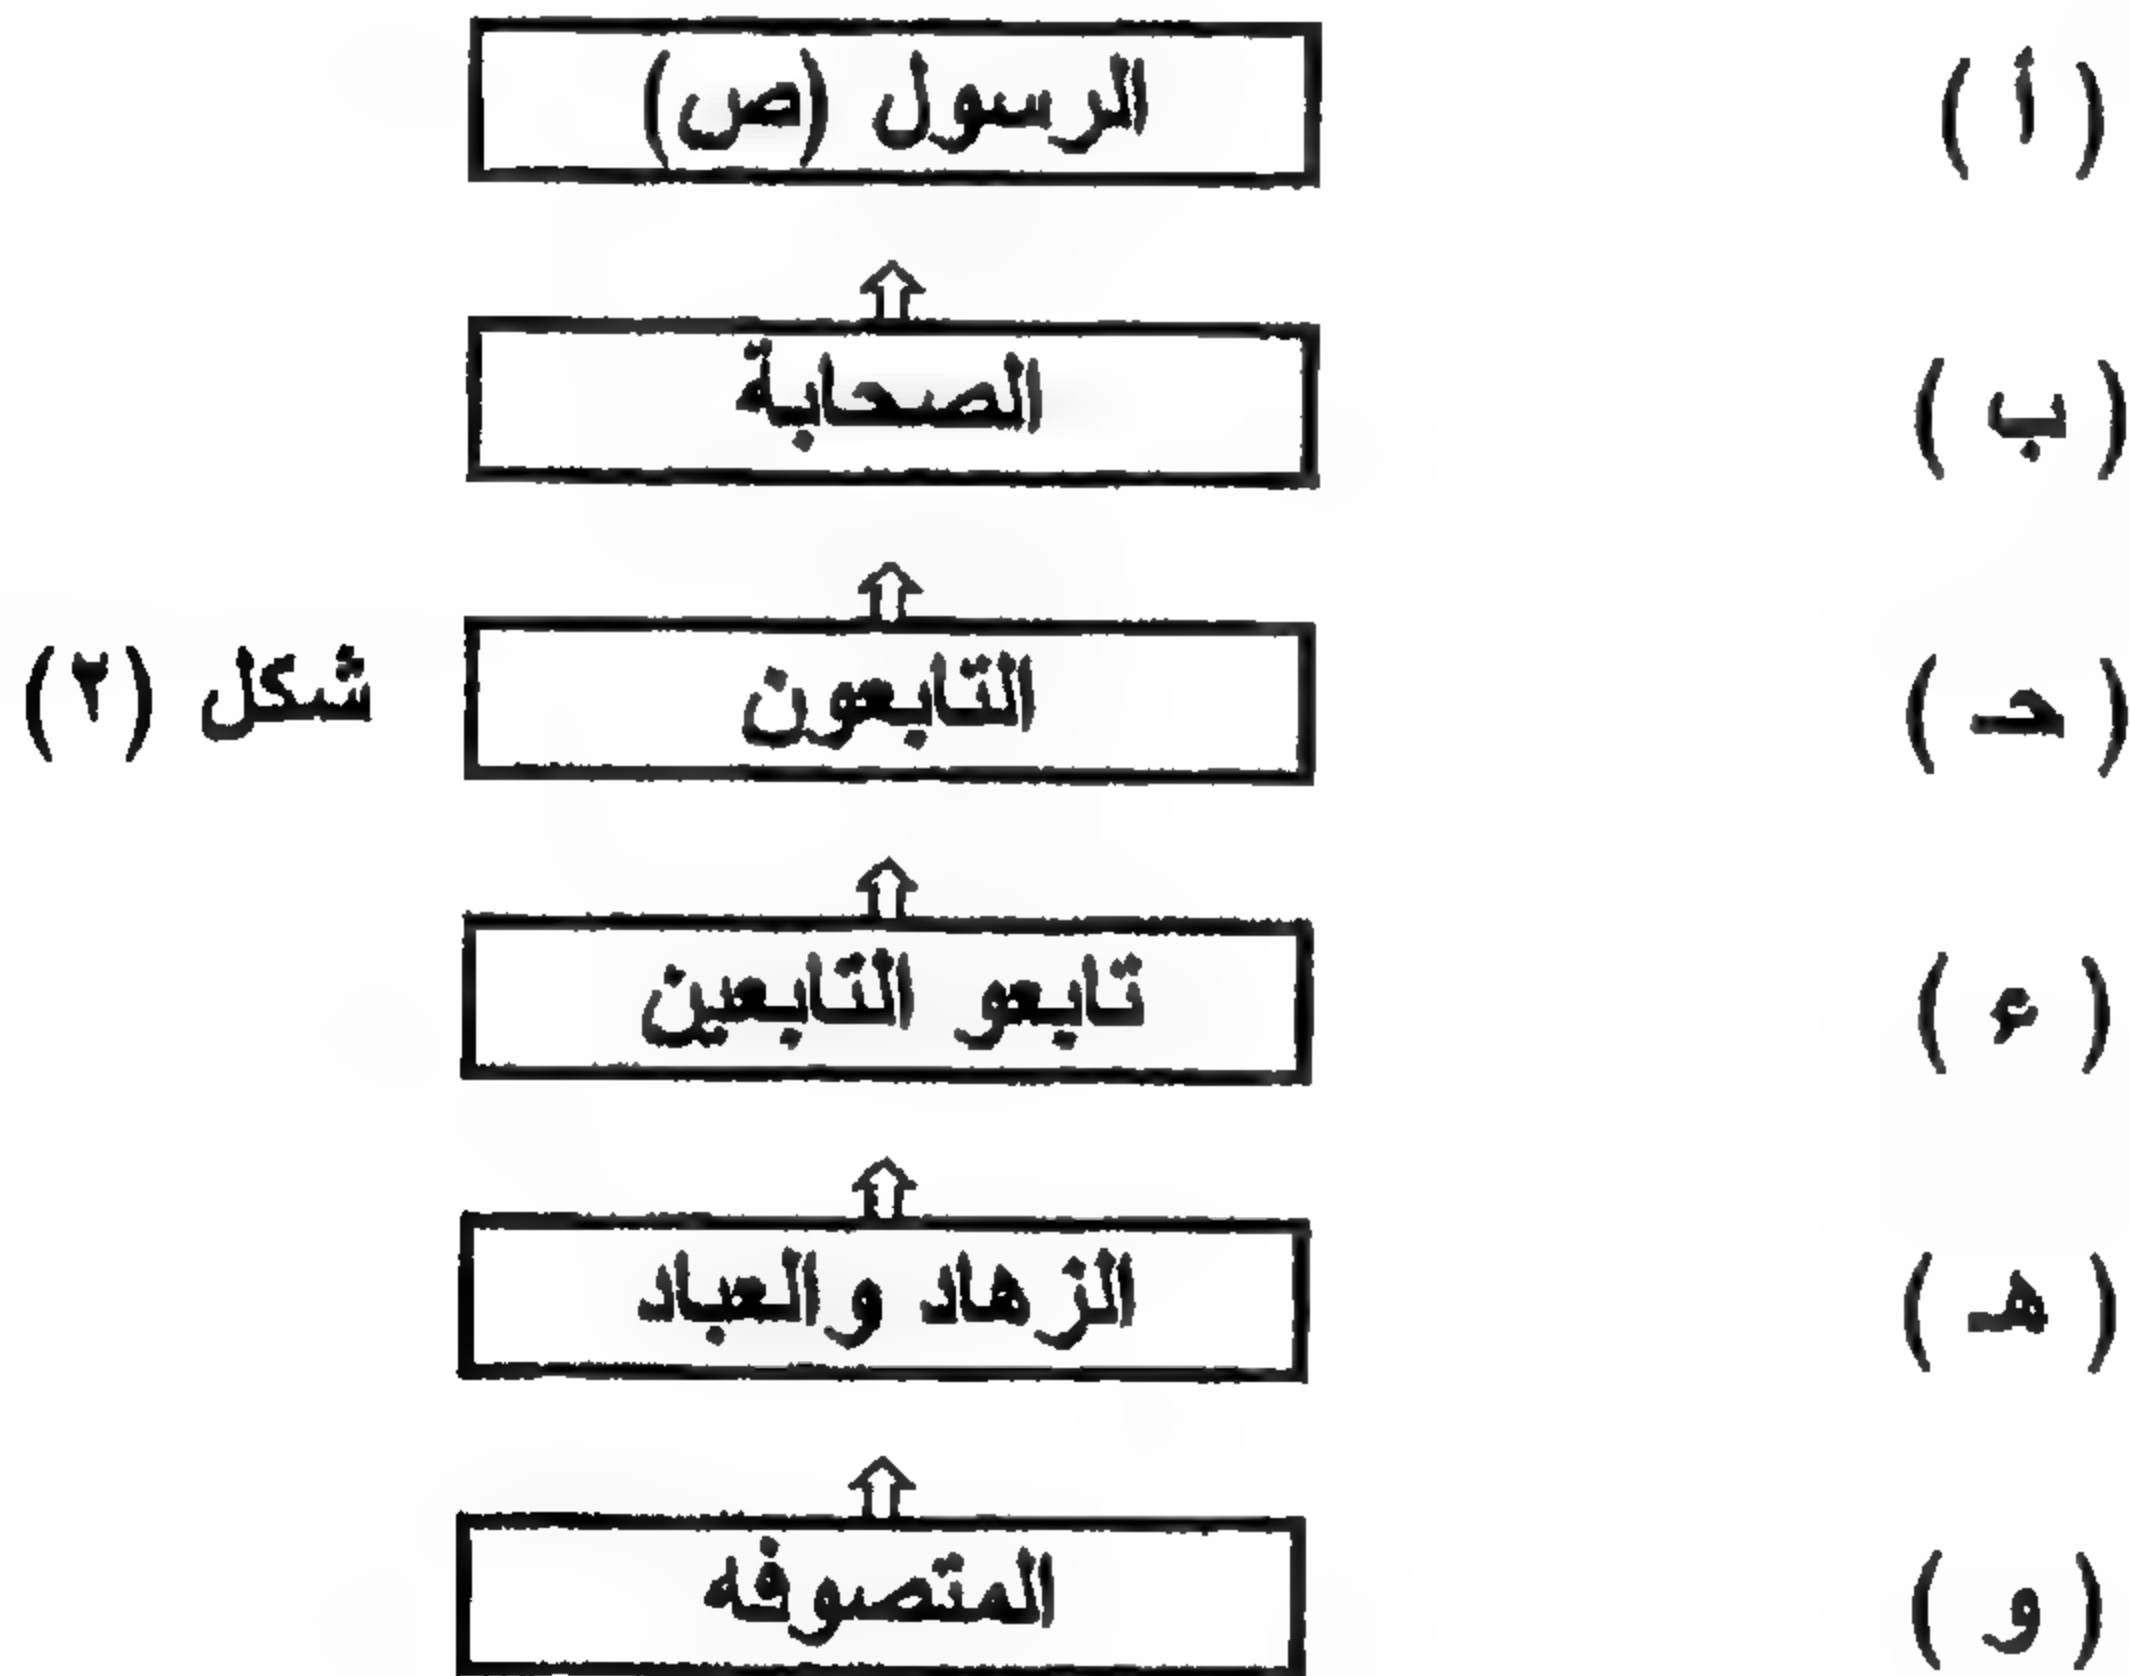 ( أ ) الرسول (ص)
( ب ) الصحابة
( حـ ) التابعون شكل (٢)
( ء ) تابعو التابعين
( هـ ) الزهاد والعباد
( و ) المتصوفه